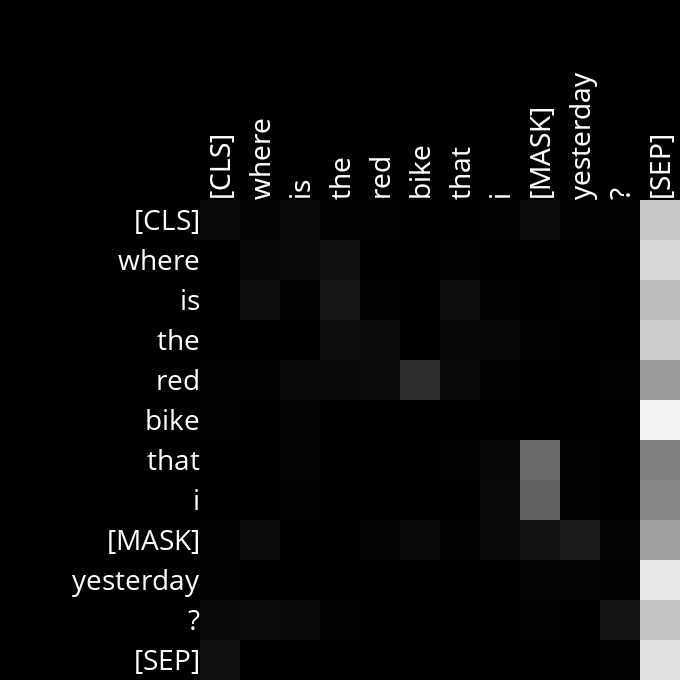 [CLS] where is the red bike that i [MASK] yesterday ? [SEP]
[CLS]
where
is
the
red
bike
that
i
[MASK]
yesterday
?
[SEP]